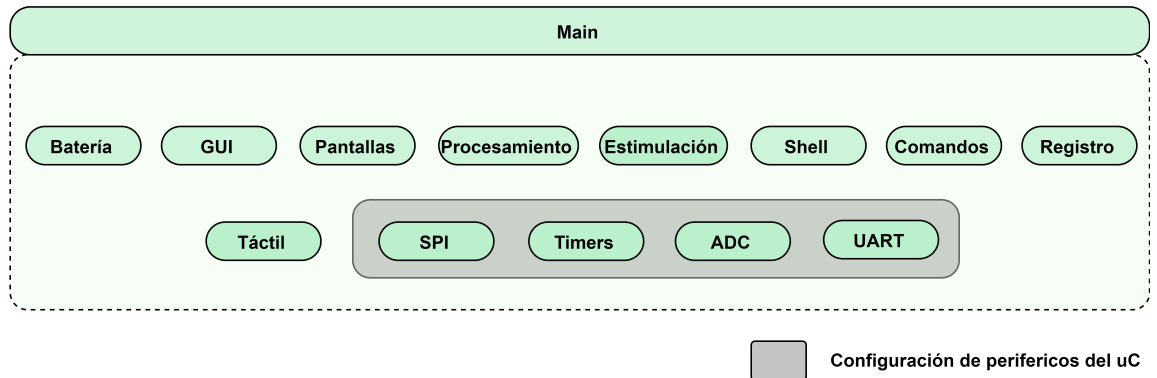 Main
Batería
GUI
Pantallas
Procesamiento
Estimulación
Shell
Comandos
Registro
Táctil
SPI
Timers
ADC
UART
Configuración de perifericos del uC